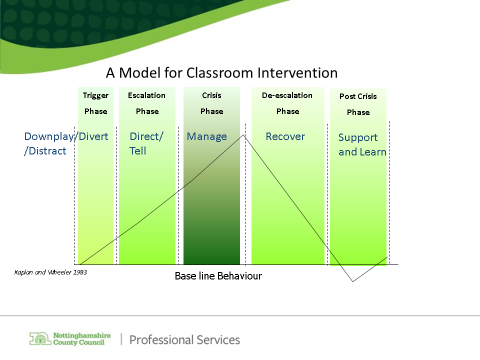 A Model for Classroom Intervention
Trigger
Phase
Escalation
Phase
Crisis
Phase
De-escalation
Phase
Post Crisis
Phase
Downplay/Divert
/Distract
Direct/
Tell
Manage
Recover
Support
and Learn
Kaplan and Wheeler 1983
Base line Behaviour
Nottinghamshire
County Council
Professional Services